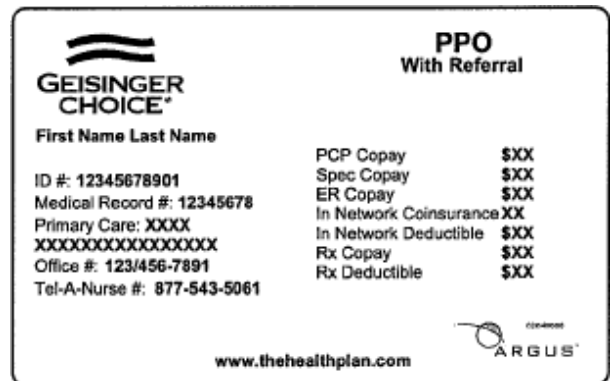 GEISINGER
CHOICE®
PPO
With Referral
First Name Last Name
ID #: 12345678901
Medical Record #: 12345678
Primary Care: XXXX
XXXXXXXXXXXXXXXX
Office #: 123/456-7891
Tel-A-Nurse #: 877-543-5061
PCP Copay $XX
Spec Copay $XX
ER Copay $XX
In Network Coinsurance XX
In Network Deductible $XX
Rx Copay $XX
Rx Deductible $XX
ARGUS
www.thehealthplan.com